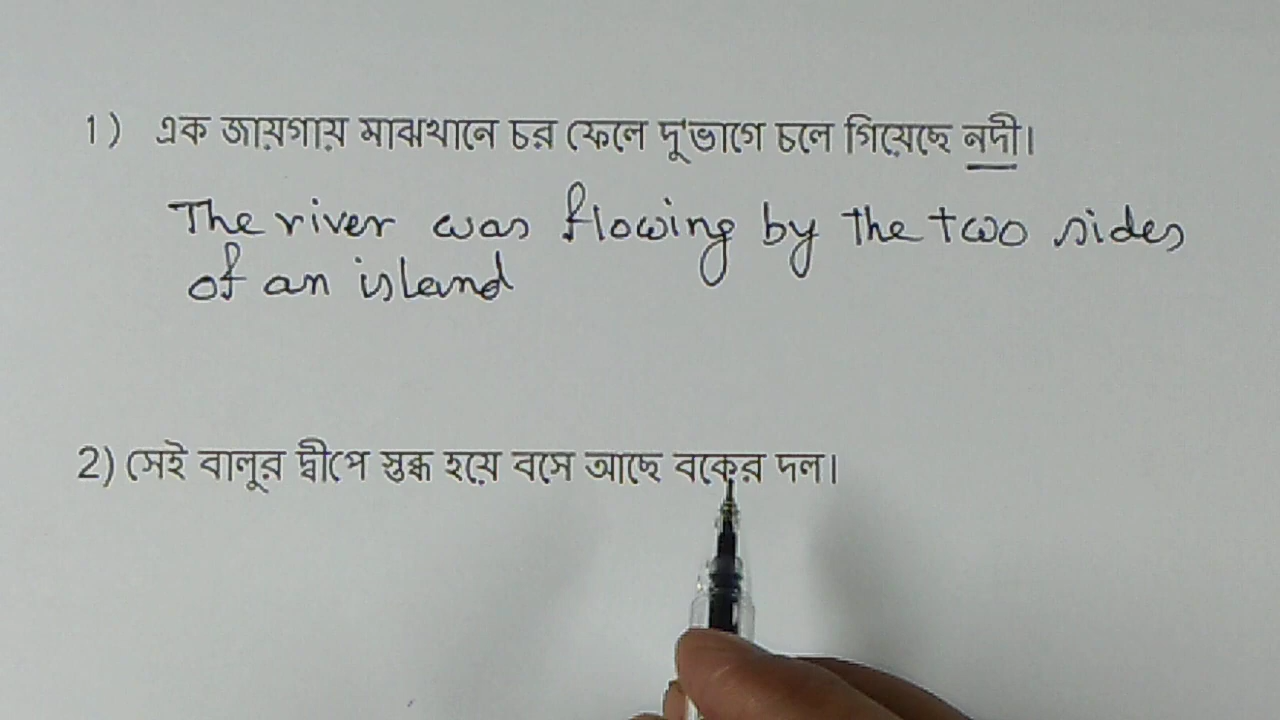 1) এক জায়গায় মাঝখানে চর ফেলে দু'ভাগে চলে গিয়েছে নদী।
The river was flowing by the two sides
of an island
2) সেই বালুর দ্বীপে স্তব্ধ হয়ে বসে আছে বকের দল।